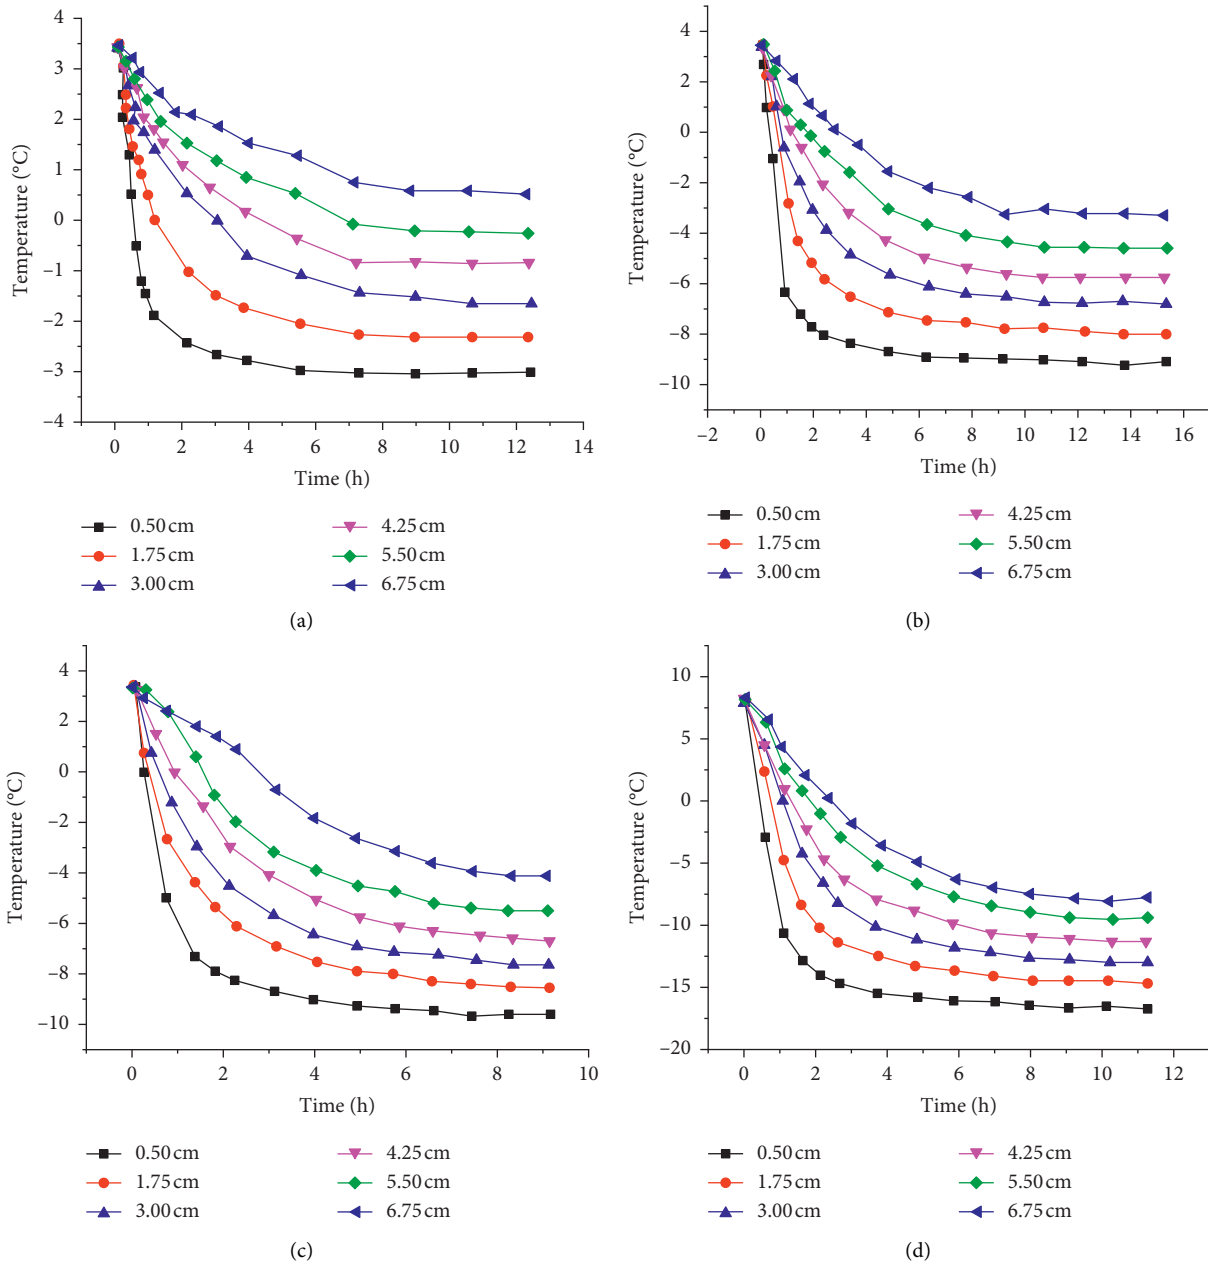 4
3
2
1
0
−1
−2
−3
−4
Temperature (°C)
0 2 4 6 8 10 12 14
Time (h)
0.50 cm
1.75 cm
3.00 cm
4.25 cm
5.50 cm
6.75 cm
(a)
4
2
0
−2
−4
−6
−8
−10
Temperature (°C)
−2 0 2 4 6 8 10 12 14 16
Time (h)
0.50 cm
1.75 cm
3.00 cm
4.25 cm
5.50 cm
6.75 cm
(b)
4
2
0
−2
−4
−6
−8
−10
Temperature (°C)
0 2 4 6 8 10
Time (h)
0.50 cm
1.75 cm
3.00 cm
4.25 cm
5.50 cm
6.75 cm
(c)
10
5
0
−5
−10
−15
−20
Temperature (°C)
0 2 4 6 8 10 12
Time (h)
0.50 cm
1.75 cm
3.00 cm
4.25 cm
5.50 cm
6.75 cm
(d)